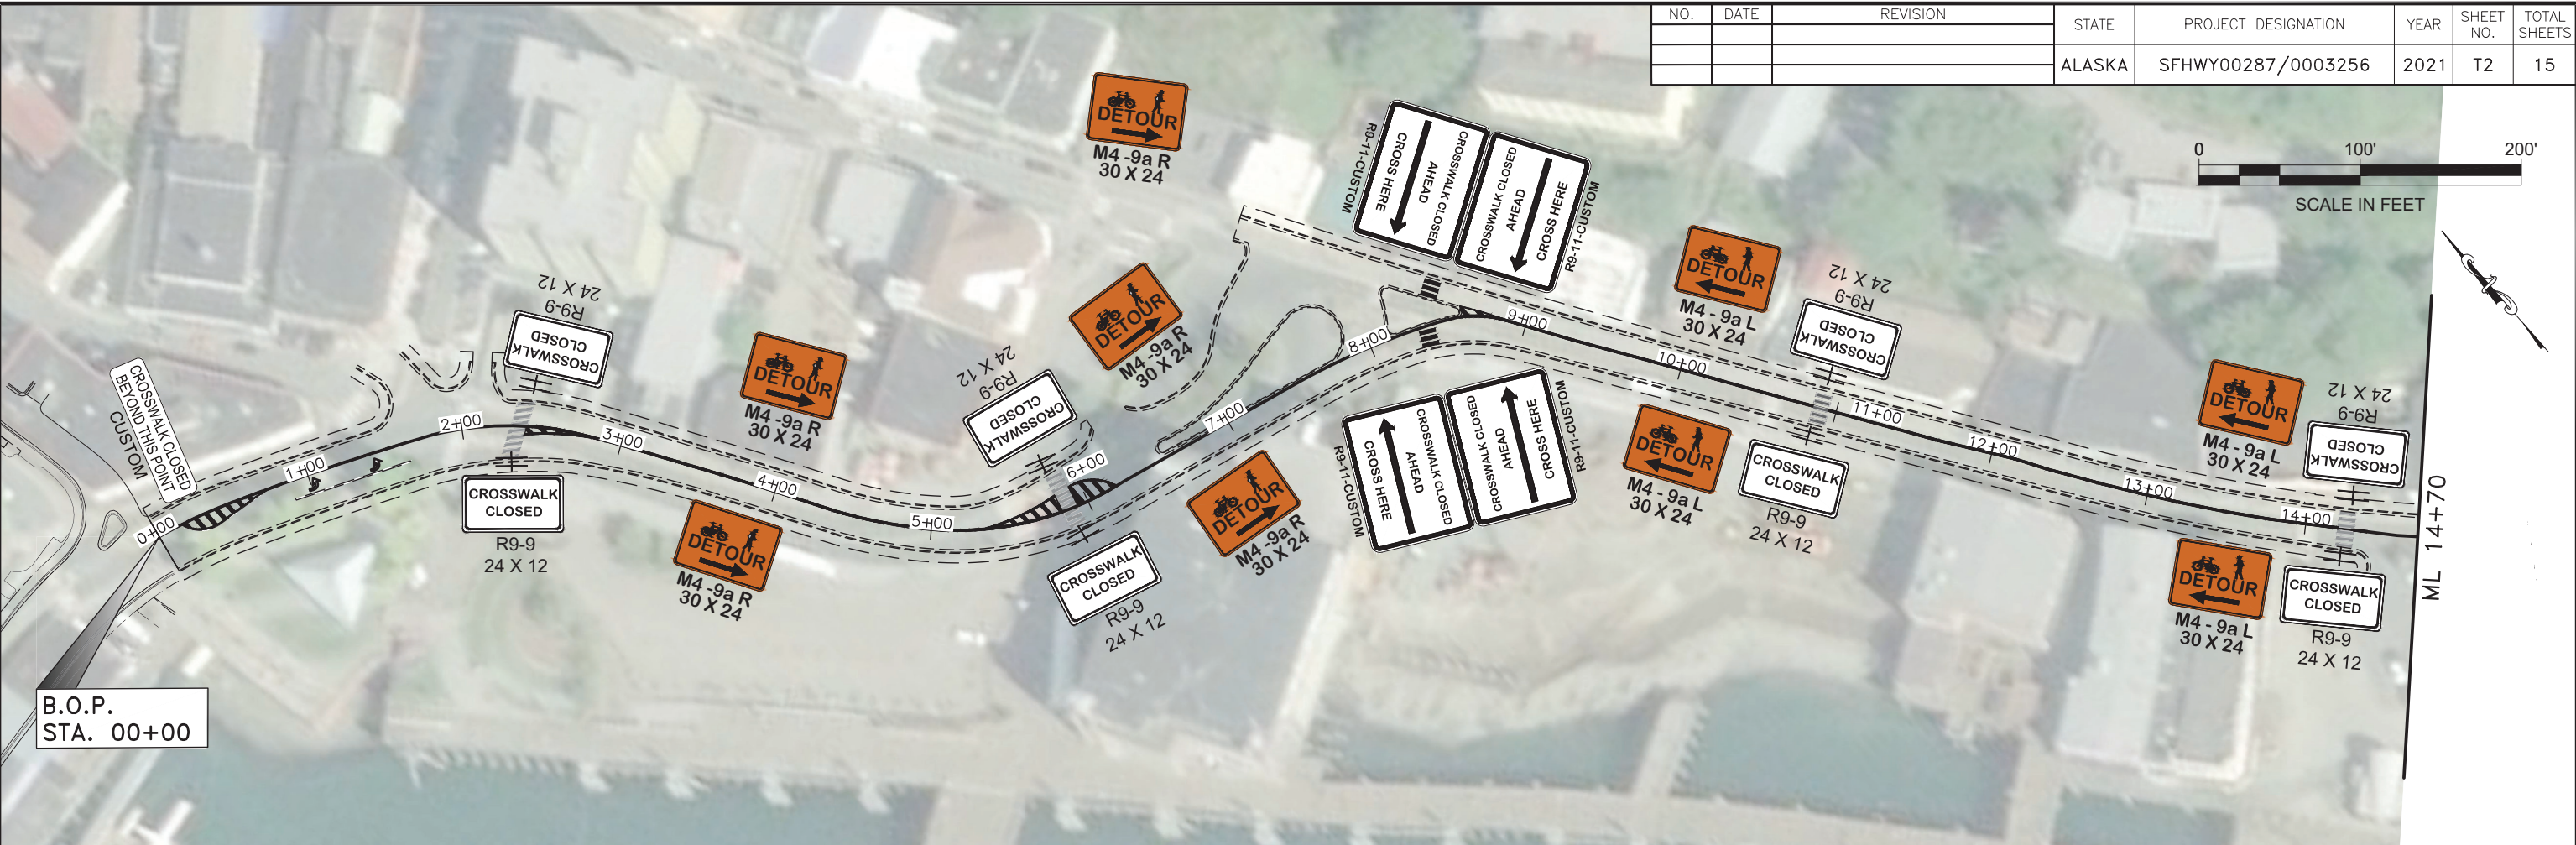 NO. DATE REVISION STATE PROJECT DESIGNATION YEAR SHEET NO. TOTAL SHEETS
ALASKA SFHWY00287/0003256 2021 T2 15
0 100' 200'
SCALE IN FEET
DETOUR
M4 -9a R
30 X 24
R9-11-CUSTOM
CROSS HERE
AHEAD
CROSSWALK CLOSED
CROSSWALK CLOSED
AHEAD
CROSS HERE
R9-11-CUSTOM
DETOUR
M4 - 9a L
30 X 24
24 X 12
R9-9
CROSSWALK
CLOSED
24 X 12
R9-9
CROSSWALK
CLOSED
DETOUR
M4 -9a R
30 X 24
DETOUR
M4 -9a R
30 X 24
24 X 12
R9-9
CROSSWALK
CLOSED
DETOUR
M4 - 9a L
30 X 24
24 X 12
R9-9
CROSSWALK
CLOSED
CROSSWALK CLOSED
BEYOND THIS POINT
CUSTOM
0+00
1+00
2+00
3+00
4+00
5+00
6+00
7+00
8+00
9+00
10+00
11+00
12+00
13+00
14+00
CROSSWALK
CLOSED
R9-9
24 X 12
DETOUR
M4 -9a R
30 X 24
CROSSWALK
CLOSED
R9-9
24 X 12
DETOUR
M4 -9a R
30 X 24
R9-11-CUSTOM
CROSS HERE
AHEAD
CROSSWALK CLOSED
CROSSWALK CLOSED
AHEAD
CROSS HERE
R9-11-CUSTOM
DETOUR
M4 - 9a L
30 X 24
CROSSWALK
CLOSED
R9-9
24 X 12
DETOUR
M4 - 9a L
30 X 24
CROSSWALK
CLOSED
R9-9
24 X 12
ML 14+70
B.O.P.
STA. 00+00